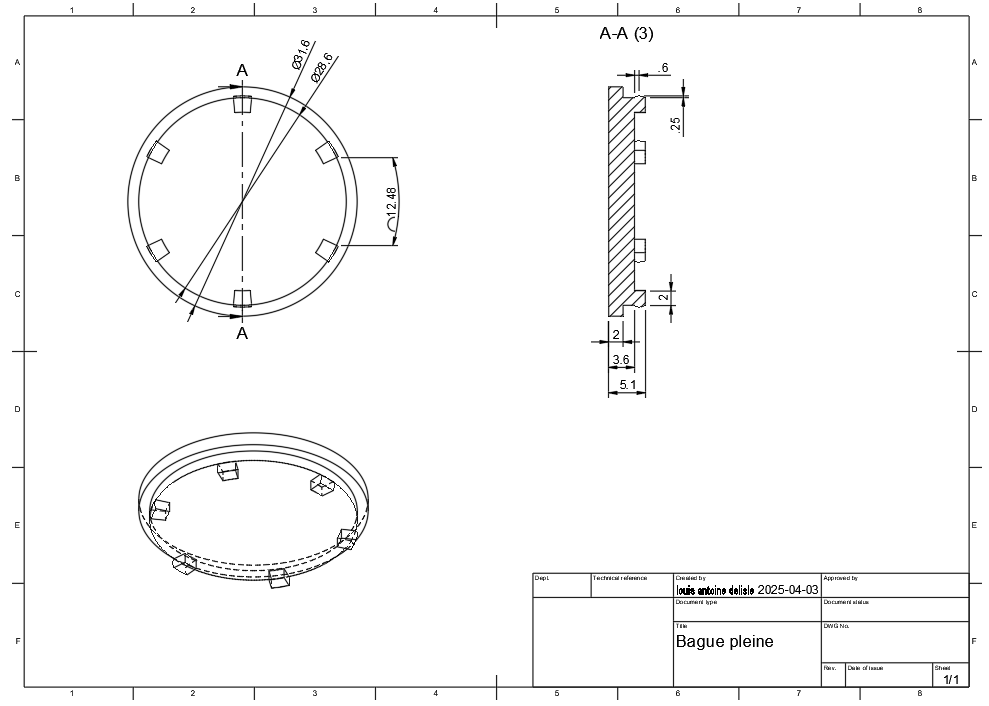 1 2 3 4 5 6 7 8
A-A (3)
A
Ø31.6
Ø28.6
.6
.25
A A
B B
12.48
C C
A
2
2
3.6
5.1
D D
E E
F F
Dept.
Technical reference
Created by
louis antoine delisle 2025-04-03
Approved by
Document type
Document status
Title
Bague pleine
DWG No.
Rev.
Date of issue
Sheet
1/1
1 2 3 4 5 6 7 8